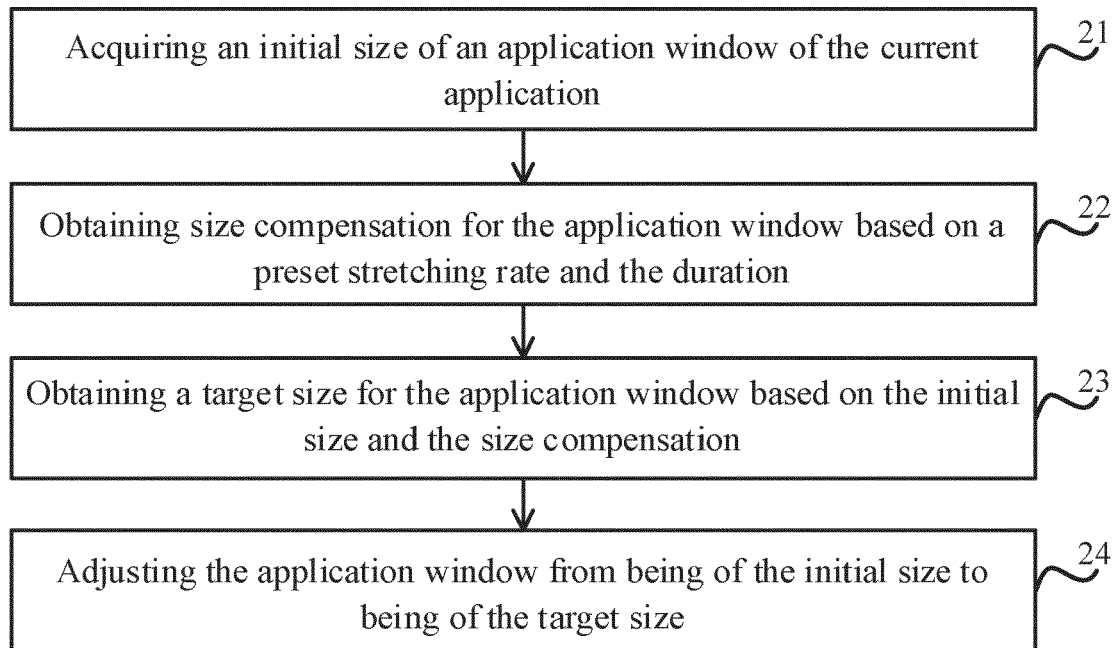 Acquiring an initial size of an application window of the current
application
21
Obtaining size compensation for the application window based on a
preset stretching rate and the duration
22
Obtaining a target size for the application window based on the initial
size and the size compensation
23
Adjusting the application window from being of the initial size to
being of the target size
24